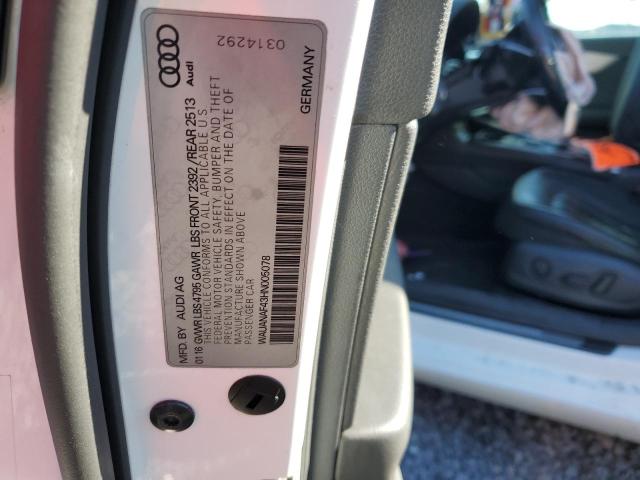 MFD. BY AUDI AG
01 16 GVWR LBS 4795 GAWR LBS FRONT 2392 / REAR 2513
THIS VEHICLE CONFORMS TO ALL APPLICABLE U S
FEDERAL MOTOR VEHICLE SAFETY, BUMPER AND THEFT
PREVENTION STANDARDS IN EFFECT ON THE DATE OF
MANUFACTURE SHOWN ABOVE
PASSENGER CAR
WAUANAF43HN005078
Audi
0314292
GERMANY